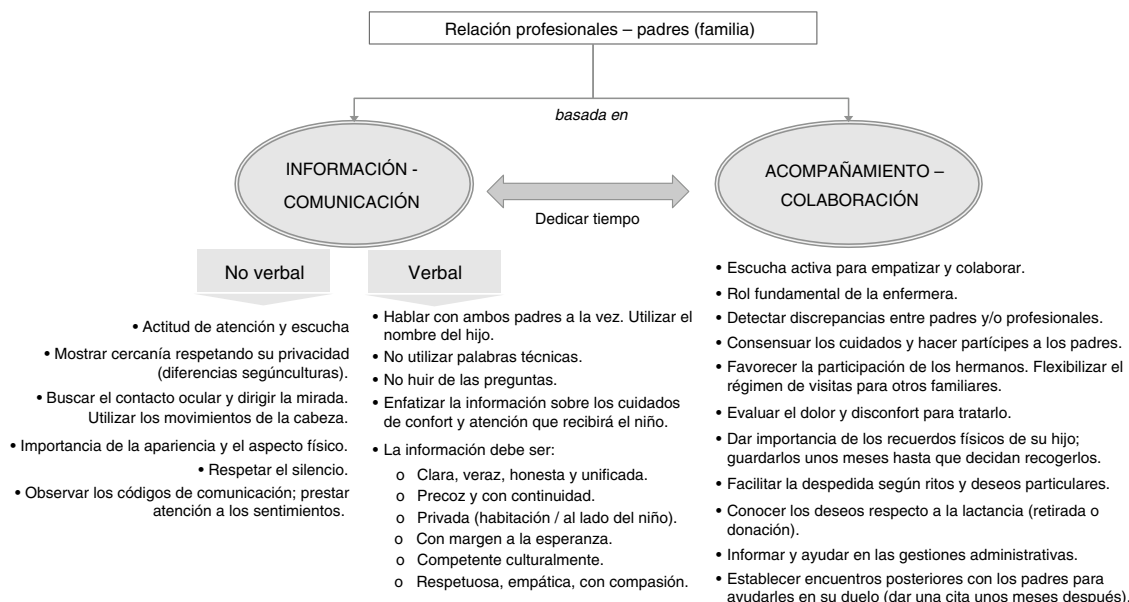 Relación profesionales – padres (familia)
basada en
INFORMACIÓN -
COMUNICACIÓN
Dedicar tiempo
ACOMPAÑAMIENTO –
COLABORACIÓN
No verbal
• Actitud de atención y escucha
• Mostrar cercanía respetando su privacidad
(diferencias segúnculturas).
• Buscar el contacto ocular y dirigir la mirada.
Utilizar los movimientos de la cabeza.
• Importancia de la apariencia y el aspecto físico.
• Respetar el silencio.
• Observar los códigos de comunicación; prestar
atención a los sentimientos.
Verbal
• Hablar con ambos padres a la vez. Utilizar el
nombre del hijo.
• No utilizar palabras técnicas.
• No huir de las preguntas.
• Enfatizar la información sobre los cuidados
de confort y atención que recibirá el niño.
• La información debe ser:
o Clara, veraz, honesta y unificada.
o Precoz y con continuidad.
o Privada (habitación / al lado del niño).
o Con margen a la esperanza.
o Competente culturalmente.
o Respetuosa, empática, con compasión.
• Escucha activa para empatizar y colaborar.
• Rol fundamental de la enfermera.
• Detectar discrepancias entre padres y/o profesionales.
• Consensuar los cuidados y hacer partícipes a los padres.
• Favorecer la participación de los hermanos. Flexibilizar el
régimen de visitas para otros familiares.
• Evaluar el dolor y disconfort para tratarlo.
• Dar importancia de los recuerdos físicos de su hijo;
guardarlos unos meses hasta que decidan recogerlos.
• Facilitar la despedida según ritos y deseos particulares.
• Conocer los deseos respecto a la lactancia (retirada o
donación).
• Informar y ayudar en las gestiones administrativas.
• Establecer encuentros posteriores con los padres para
ayudarles en su duelo (dar una cita unos meses después).